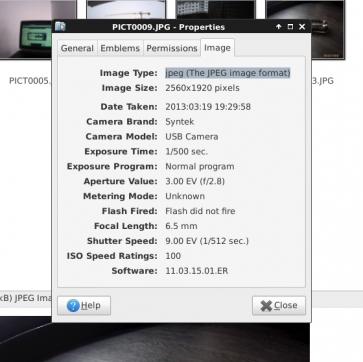 PICT0009.JPG - Properties
General Emblems Permissions Image
PICT0005.
3.JPG
Image Type: jpeg (The JPEG image format)
Image Size: 2560x1920 pixels
Date Taken: 2013:03:19 19:29:58
Camera Brand: Syntek
Camera Model: USB Camera
Exposure Time: 1/500 sec.
Exposure Program: Normal program
Aperture Value: 3.00 EV (f/2.8)
Metering Mode: Unknown
Flash Fired: Flash did not fire
Focal Length: 6.5 mm
Shutter Speed: 9.00 EV (1/512 sec.)
ISO Speed Ratings: 100
Software: 11.03.15.01.ER
kB) JPEG Ima
Help Close